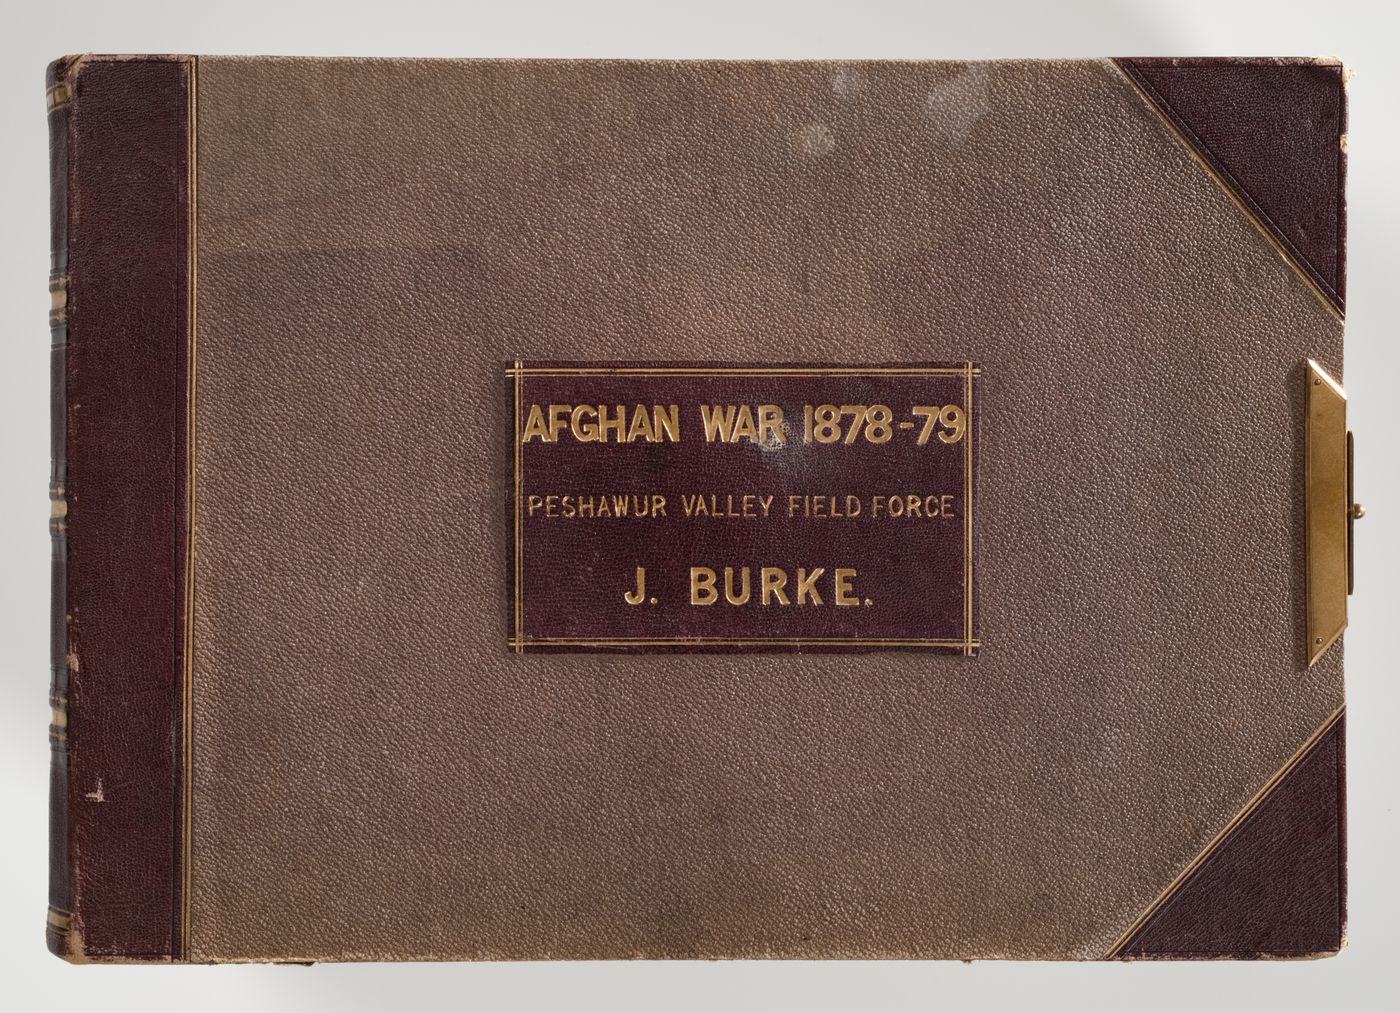 AFGHAN WAR 1878-79
PESHAWUR VALLEY FIELD FORCE
J. BURKE.